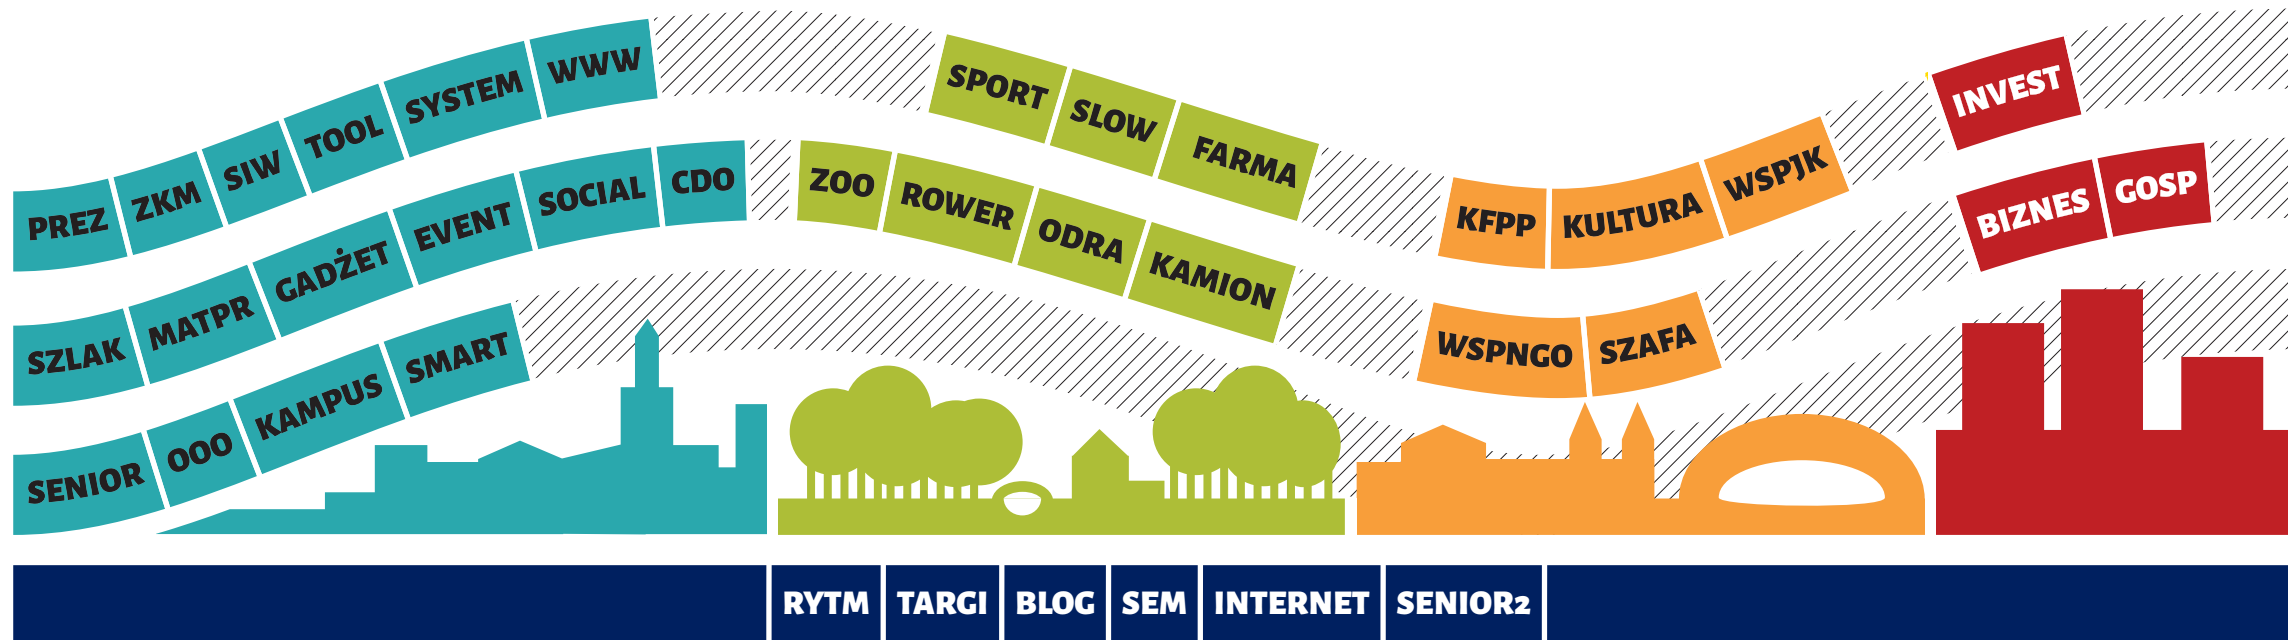 PREZ ZKM SIW TOOL SYSTEM WWW
SPORT SLOW FARMA
KFPP KULTURA WSPJK
INVEST
SZLAK MATPR GADŻET EVENT SOCIAL CDO
ZOO ROWER ODRA KAMION
WSPNGO SZAFA
BIZNES GOSP
SENIOR OOO KAMPUS SMART
RYTM TARGI BLOG SEM INTERNET SENIOR2